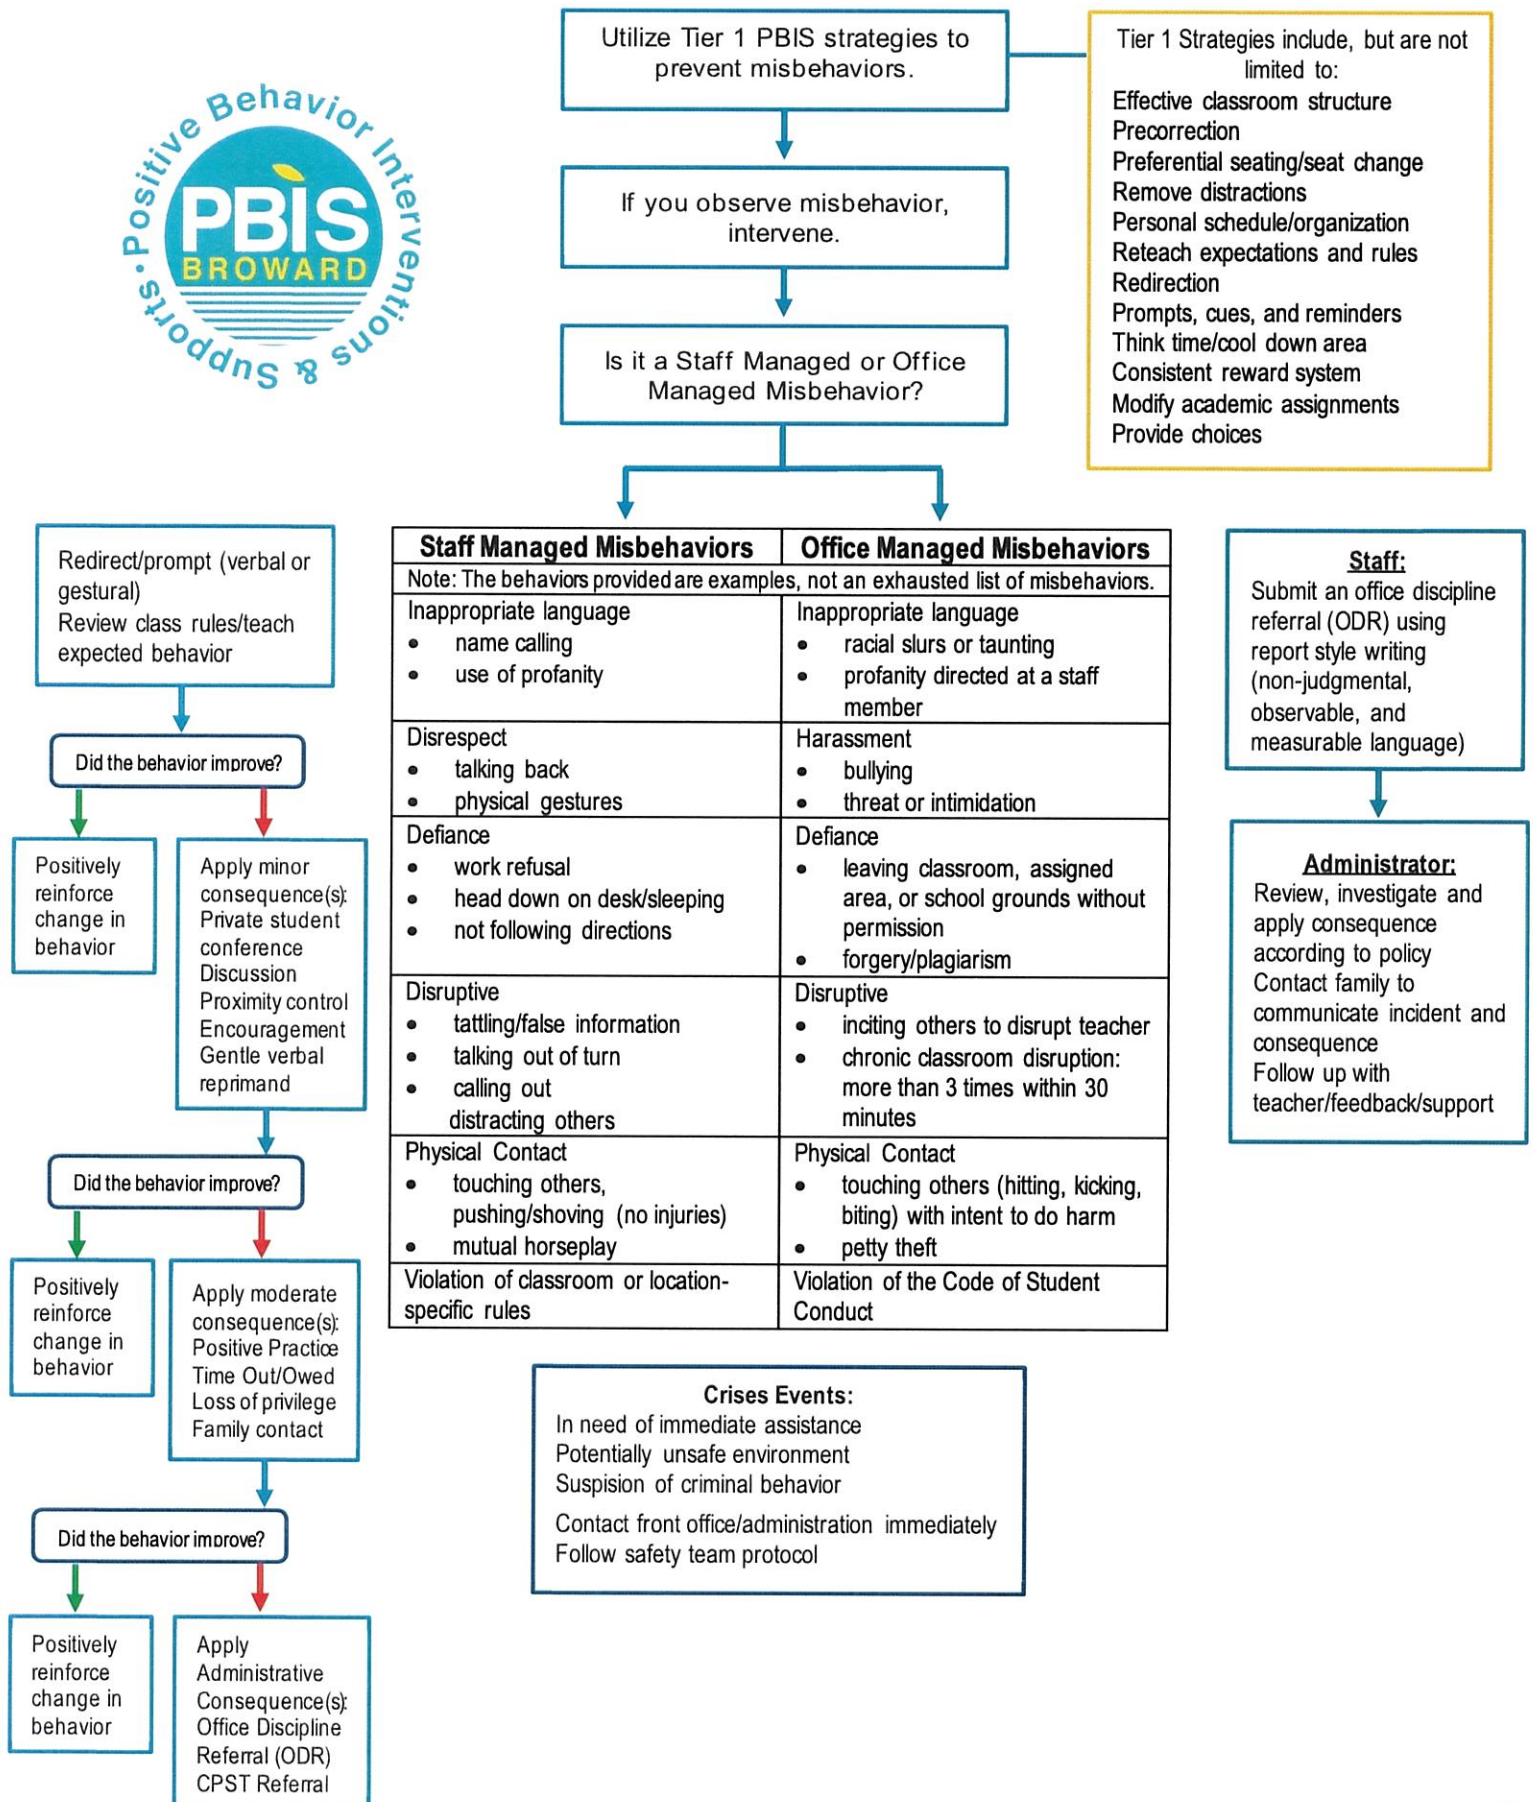 Positive Behavior Interventions & Supports •
PBIS
BROWARD
Utilize Tier 1 PBIS strategies to
prevent misbehaviors.
Tier 1 Strategies include, but are not
limited to:
Effective classroom structure
Precorrection
Preferential seating/seat change
Remove distractions
Personal schedule/organization
Reteach expectations and rules
Redirection
Prompts, cues, and reminders
Think time/cool down area
Consistent reward system
Modify academic assignments
Provide choices
If you observe misbehavior,
intervene.
Is it a Staff Managed or Office
Managed Misbehavior?
Redirect/prompt (verbal or
gestural)
Review class rules/teach
expected behavior
Did the behavior improve?
Positively
reinforce
change in
behavior
Apply minor
consequence(s):
Private student
conference
Discussion
Proximity control
Encouragement
Gentle verbal
reprimand
Did the behavior improve?
Positively
reinforce
change in
behavior
Apply moderate
consequence(s):
Positive Practice
Time Out/Owed
Loss of privilege
Family contact
Did the behavior improve?
Positively
reinforce
change in
behavior
Apply
Administrative
Consequence(s):
Office Discipline
Referral (ODR)
CPST Referral
Staff Managed Misbehaviors
Office Managed Misbehaviors
Note: The behaviors provided are examples, not an exhausted list of misbehaviors.
Inappropriate language
• name calling
• use of profanity
Inappropriate language
• racial slurs or taunting
• profanity directed at a staff
member
Disrespect
• talking back
• physical gestures
Harassment
• bullying
• threat or intimidation
Defiance
• work refusal
• head down on desk/sleeping
• not following directions
Defiance
• leaving classroom, assigned
area, or school grounds without
permission
• forgery/plagiarism
Disruptive
• tattling/false information
• talking out of turn
• calling out
distracting others
Disruptive
• inciting others to disrupt teacher
• chronic classroom disruption:
more than 3 times within 30
minutes
Physical Contact
• touching others,
pushing/shoving (no injuries)
• mutual horseplay
Physical Contact
• touching others (hitting, kicking,
biting) with intent to do harm
• petty theft
Violation of classroom or location-
specific rules
Violation of the Code of Student
Conduct
Staff:
Submit an office discipline
referral (ODR) using
report style writing
(non-judgmental,
observable, and
measurable language)
Administrator:
Review, investigate and
apply consequence
according to policy
Contact family to
communicate incident and
consequence
Follow up with
teacher/feedback/support
Crises Events:
In need of immediate assistance
Potentially unsafe environment
Suspision of criminal behavior
Contact front office/administration immediately
Follow safety team protocol